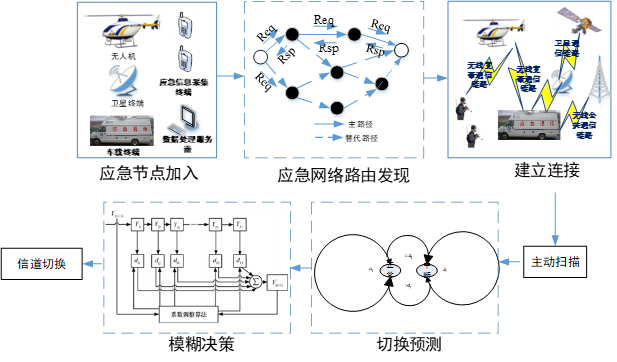 无人机
应急信息采集
终端
卫星终端
车载终端
数据处理服务
应急节点加入
Req
Req
Req
Rsp
Rsp
Rsp
Req
主路径
替代路径
应急网络路由发现
卫星通
信
链路
无线宽
带通信
链路
无线宽
带通信
链路
无线公
共通信
链路
建立连接
主动扫描
切换预测
系数调整算法
Σ
模糊决策
信道切换